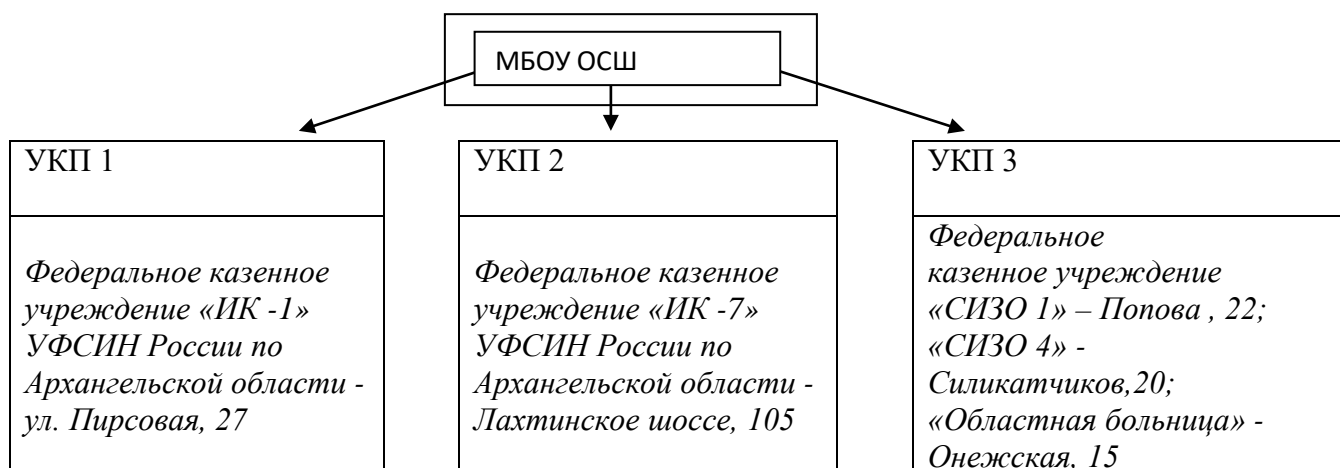 МБОУ ОСШ
УКП 1
Федеральное казенное
учреждение «ИК -1»
УФСИН России по
Архангельской области -
ул. Пирсовая, 27
УКП 2
Федеральное казенное
учреждение «ИК -7»
УФСИН России по
Архангельской области -
Лахтинское шоссе, 105
УКП 3
Федеральное
казенное учреждение
«СИЗО 1» – Попова , 22;
«СИЗО 4» -
Силикатчиков,20;
«Областная больница» -
Онежская, 15